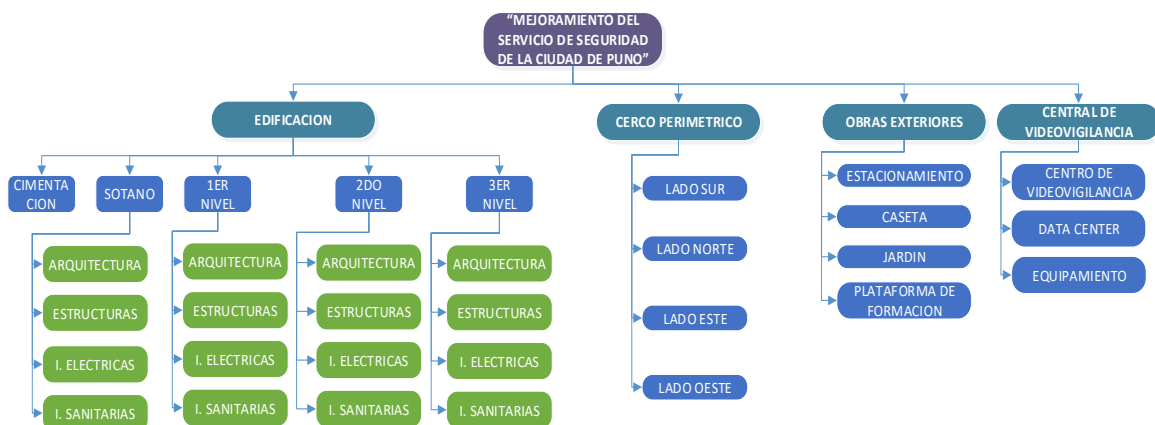 “MEJORAMIENTO DEL
SERVICIO DE SEGURIDAD
DE LA CIUDAD DE PUNO”
EDIFICACION
CERCO PERIMETRICO
OBRAS EXTERIORES
CENTRAL DE
VIDEOVIGILANCIA
CIMENTA
CION
SOTANO
1ER
NIVEL
2DO
NIVEL
3ER
NIVEL
ARQUITECTURA
ESTRUCTURAS
I. ELECTRICAS
I. SANITARIAS
ARQUITECTURA
ESTRUCTURAS
I. ELECTRICAS
I. SANITARIAS
ARQUITECTURA
ESTRUCTURAS
I. ELECTRICAS
I. SANITARIAS
ARQUITECTURA
ESTRUCTURAS
I. ELECTRICAS
I. SANITARIAS
LADO SUR
LADO NORTE
LADO ESTE
LADO OESTE
ESTACIONAMIENTO
CASETA
JARDIN
PLATAFORMA DE
FORMACION
CENTRO DE
VIDEOVIGILANCIA
DATA CENTER
EQUIPAMIENTO